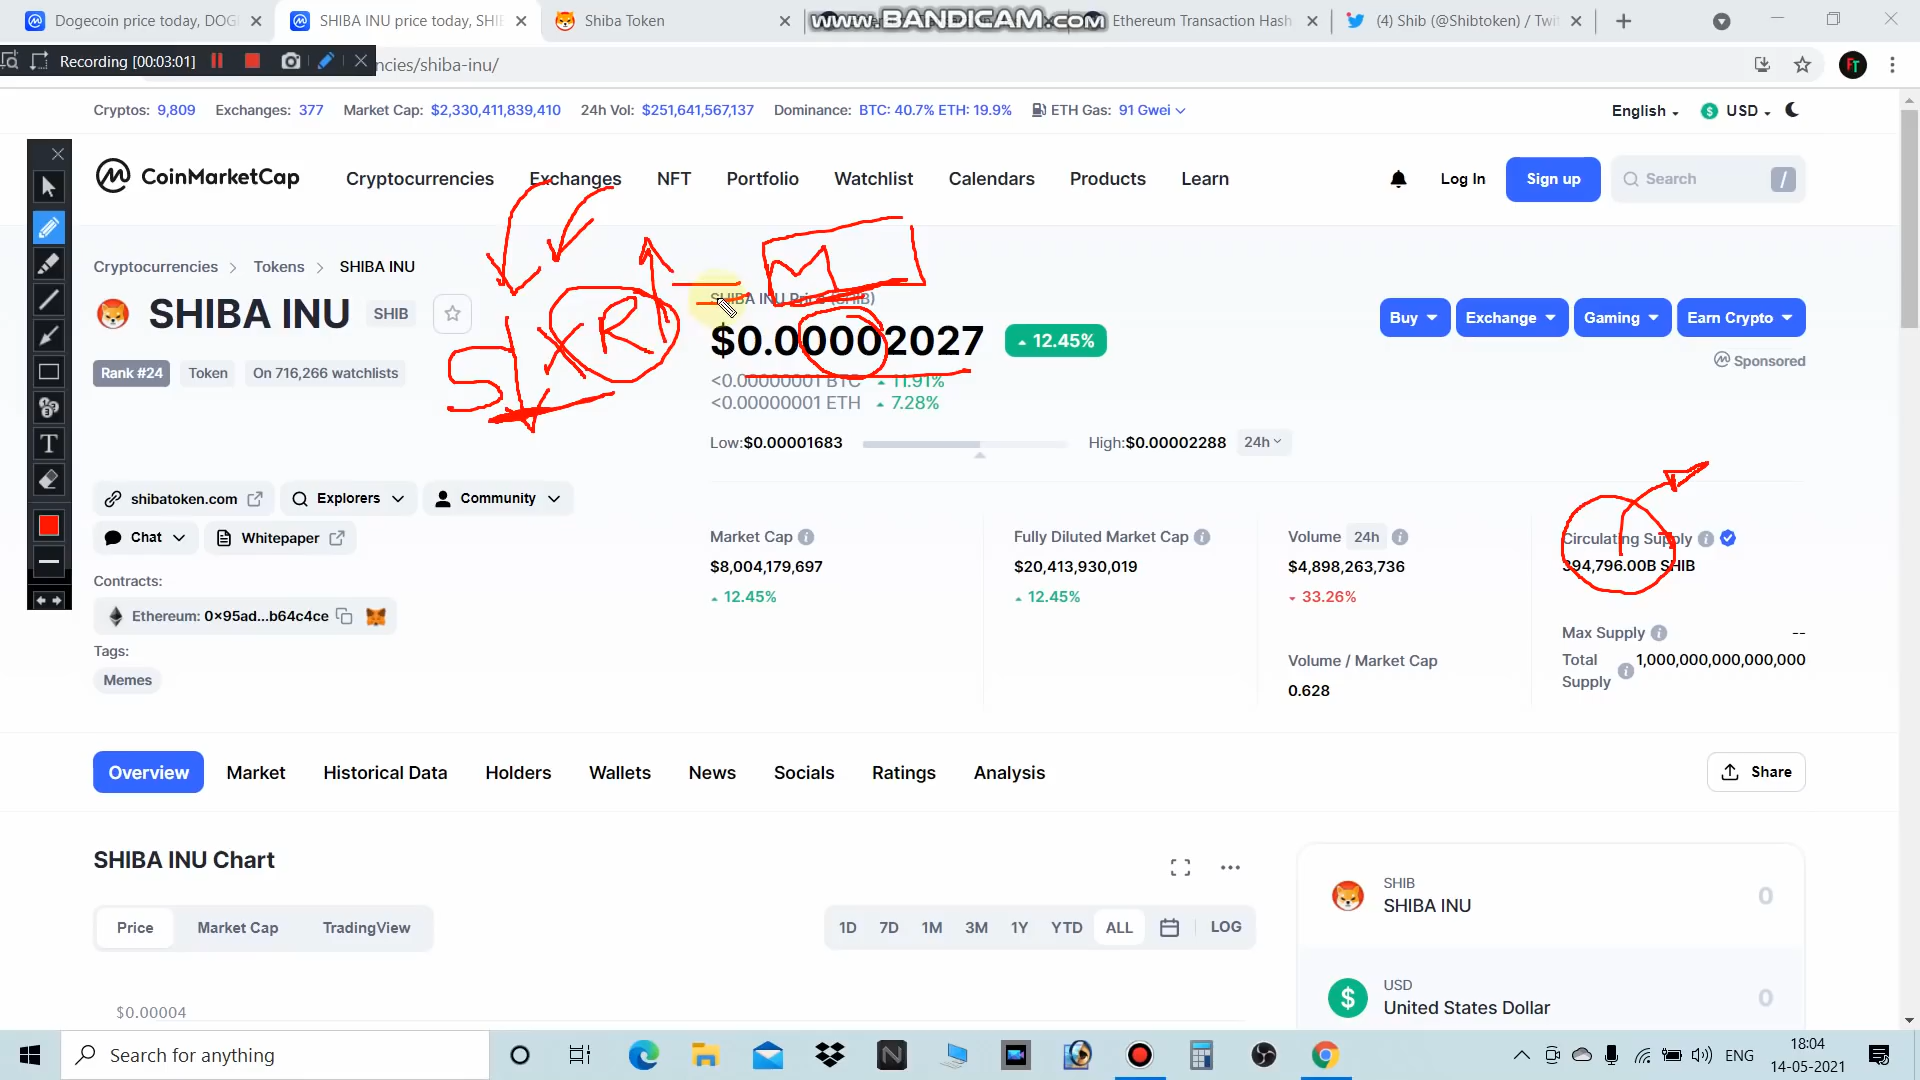 Dogecoin price today, DOGE
SHIBA INU price today, SHIB
Shiba Token
www.BANDICAM.com
Ethereum Transaction Hash
(4) Shib (@Shibtoken) / Twit
Recording [00:03:01]
ncies/shiba-inu/
FT
Cryptos: 9,809 Exchanges: 377 Market Cap: $2,330,411,839,410 24h Vol: $251,641,567,137 Dominance: BTC: 40.7% ETH: 19.9% ETH Gas: 91 Gwei
English USD
CoinMarketCap
Cryptocurrencies Exchanges NFT Portfolio Watchlist Calendars Products Learn
Log In Sign up Search /
Cryptocurrencies > Tokens > SHIBA INU
SHIBA INU SHIB
Rank #24 Token On 716,266 watchlists
SHIBA INU Price (SHIB)
$0.00002027 12.45%
<0.00000001 BTC 11.91%
<0.00000001 ETH 7.28%
Low:$0.00001683 High:$0.00002288 24h
Buy Exchange Gaming Earn Crypto
Sponsored
shibatoken.com Explorers Community
Chat Whitepaper
Contracts:
Ethereum: 0x95ad...b64c4ce
Tags:
Memes
Market Cap
$8,004,179,697
12.45%
Fully Diluted Market Cap
$20,413,930,019
12.45%
Volume 24h
$4,898,263,736
33.26%
Volume / Market Cap
0.628
Circulating Supply
394,796.00B SHIB
Max Supply --
Total Supply 1,000,000,000,000,000
Overview Market Historical Data Holders Wallets News Socials Ratings Analysis
Share
SHIBA INU Chart
Price Market Cap TradingView
1D 7D 1M 3M 1Y YTD ALL LOG
$0.00004
SHIB
SHIBA INU 0
USD
United States Dollar 0
Search for anything
ENG
18:04
14-05-2021